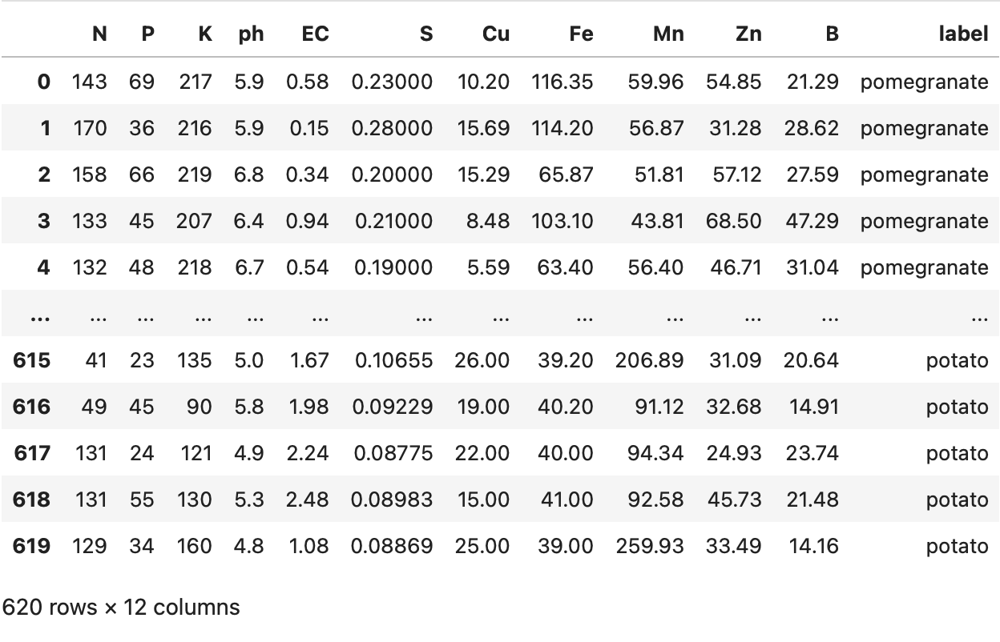 N P K ph EC S Cu Fe Mn Zn B label
0 143 69 217 5.9 0.58 0.23000 10.20 116.35 59.96 54.85 21.29 pomegranate
1 170 36 216 5.9 0.15 0.28000 15.69 114.20 56.87 31.28 28.62 pomegranate
2 158 66 219 6.8 0.34 0.20000 15.29 65.87 51.81 57.12 27.59 pomegranate
3 133 45 207 6.4 0.94 0.21000 8.48 103.10 43.81 68.50 47.29 pomegranate
4 132 48 218 6.7 0.54 0.19000 5.59 63.40 56.40 46.71 31.04 pomegranate
... ... ... ... ... ... ... ... ... ... ... ... ...
615 41 23 135 5.0 1.67 0.10655 26.00 39.20 206.89 31.09 20.64 potato
616 49 45 90 5.8 1.98 0.09229 19.00 40.20 91.12 32.68 14.91 potato
617 131 24 121 4.9 2.24 0.08775 22.00 40.00 94.34 24.93 23.74 potato
618 131 55 130 5.3 2.48 0.08983 15.00 41.00 92.58 45.73 21.48 potato
619 129 34 160 4.8 1.08 0.08869 25.00 39.00 259.93 33.49 14.16 potato
620 rows × 12 columns